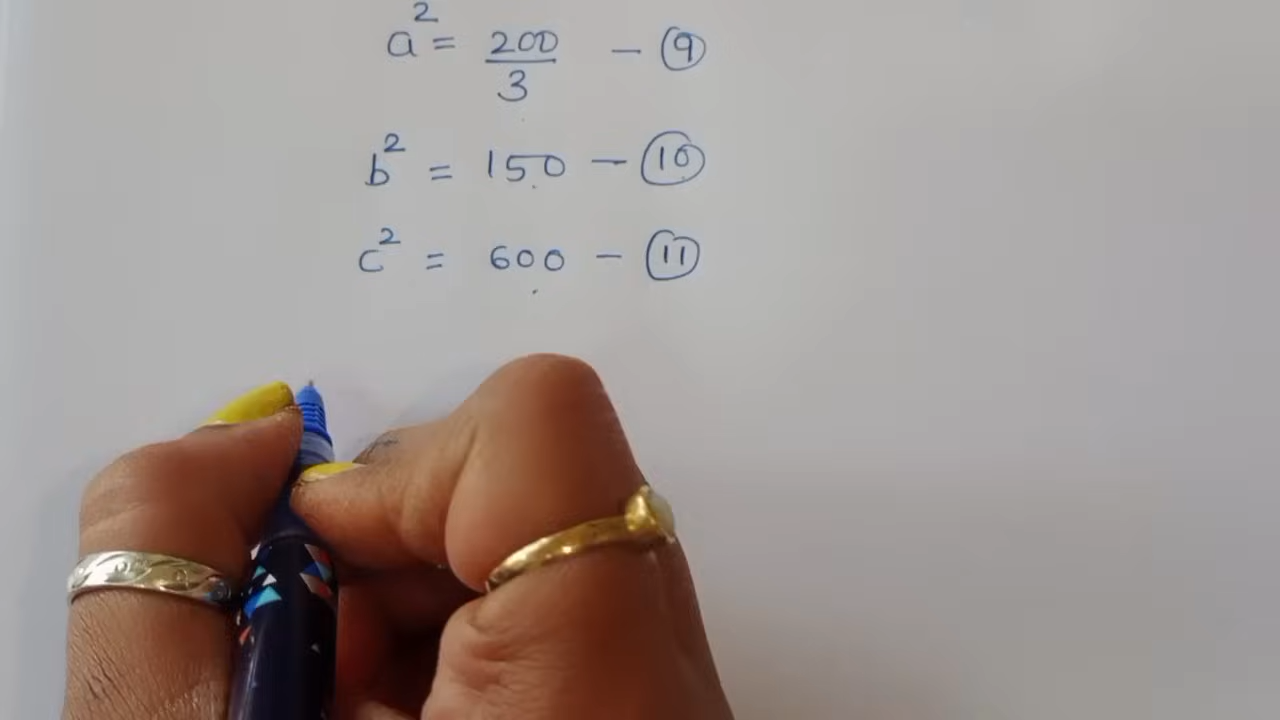 a² = 200/3 — ⑨
b² = 150 — ⑩
c² = 600 — ⑪